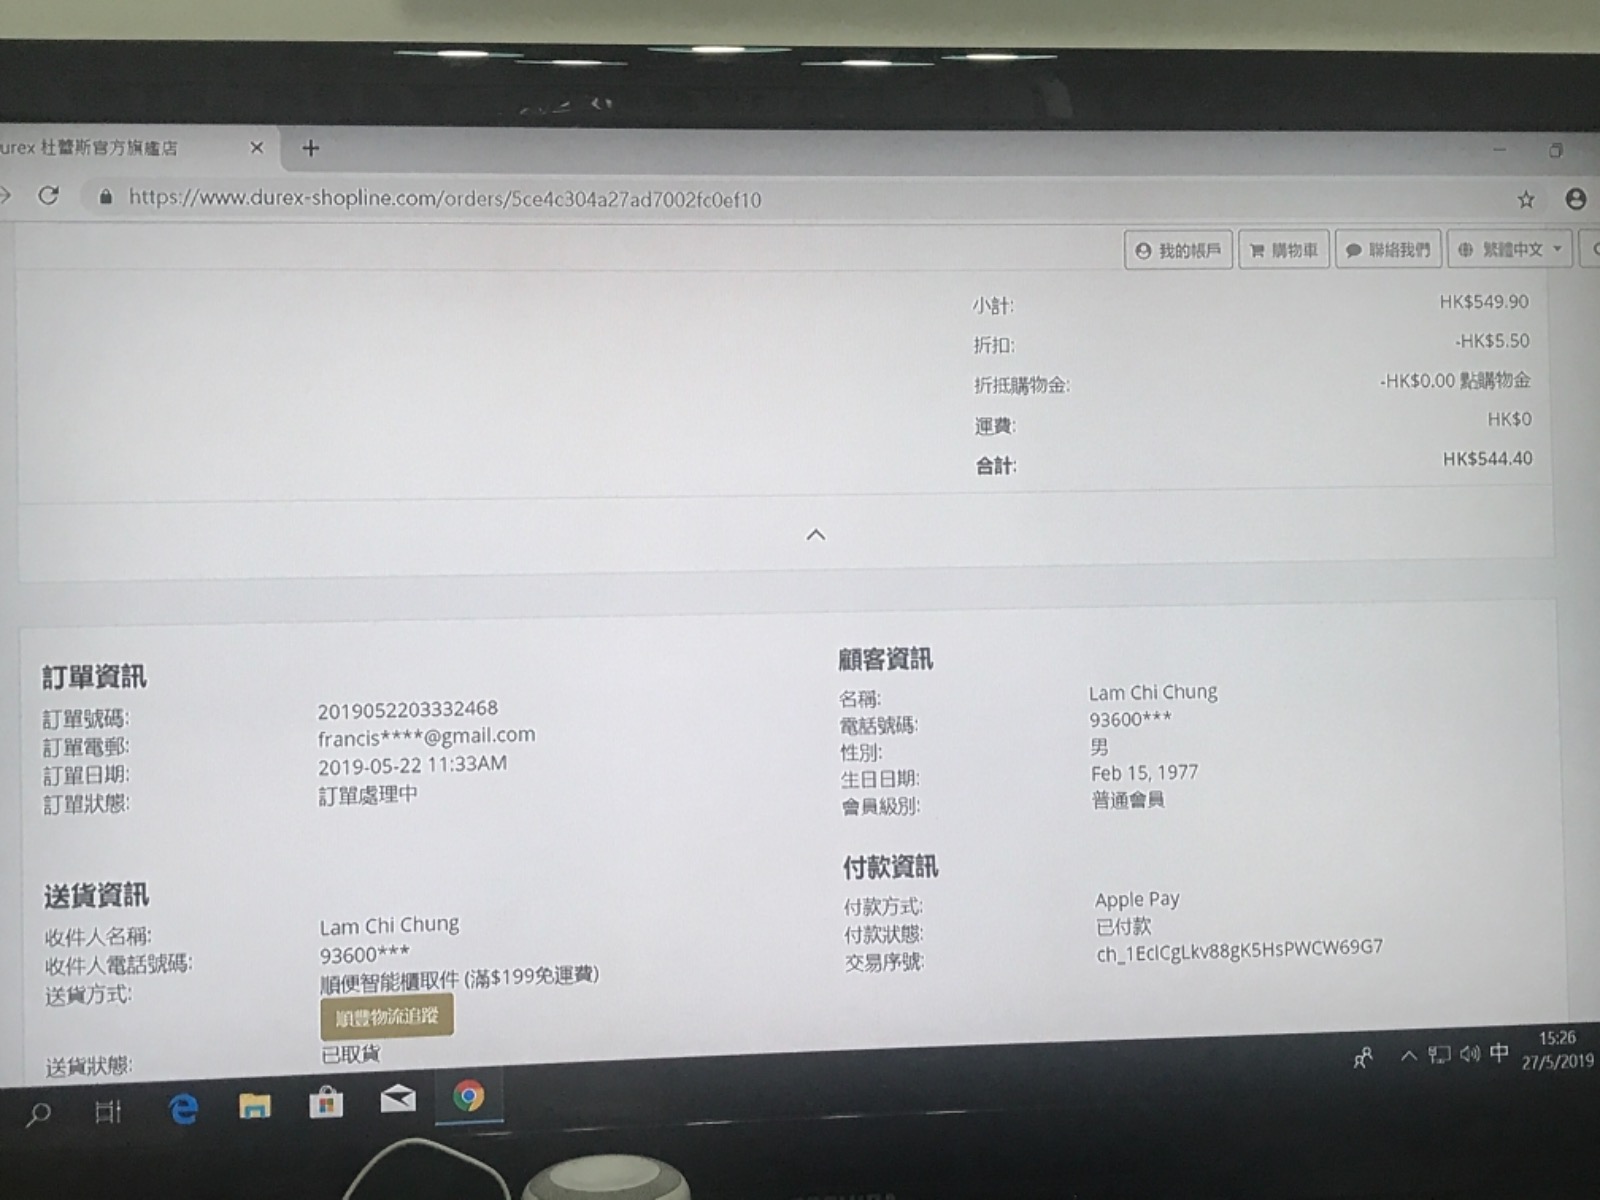 urex 杜蕾斯官方旗艦店
https://www.durex-shopline.com/orders/5ce4c304a27ad7002fc0ef10
我的帳戶 購物車 聯絡我們 繁體中文
小計: HK$549.90
折扣: -HK$5.50
折抵購物金: -HK$0.00 點購物金
運費: HK$0
合計: HK$544.40
訂單資訊
訂單號碼: 2019052203332468
訂單電郵: francis****@gmail.com
訂單日期: 2019-05-22 11:33AM
訂單狀態: 訂單處理中
顧客資訊
名稱: Lam Chi Chung
電話號碼: 93600***
性別: 男
生日日期: Feb 15, 1977
會員級別: 普通會員
送貨資訊
收件人名稱: Lam Chi Chung
收件人電話號碼: 93600***
送貨方式: 順便智能櫃取件 (滿$199免運費)
順豐物流追蹤
送貨狀態: 已取貨
付款資訊
付款方式: Apple Pay
付款狀態: 已付款
交易序號: ch_1EclCgLkv88gK5HsPWCW69G7
中
15:26
27/5/2019